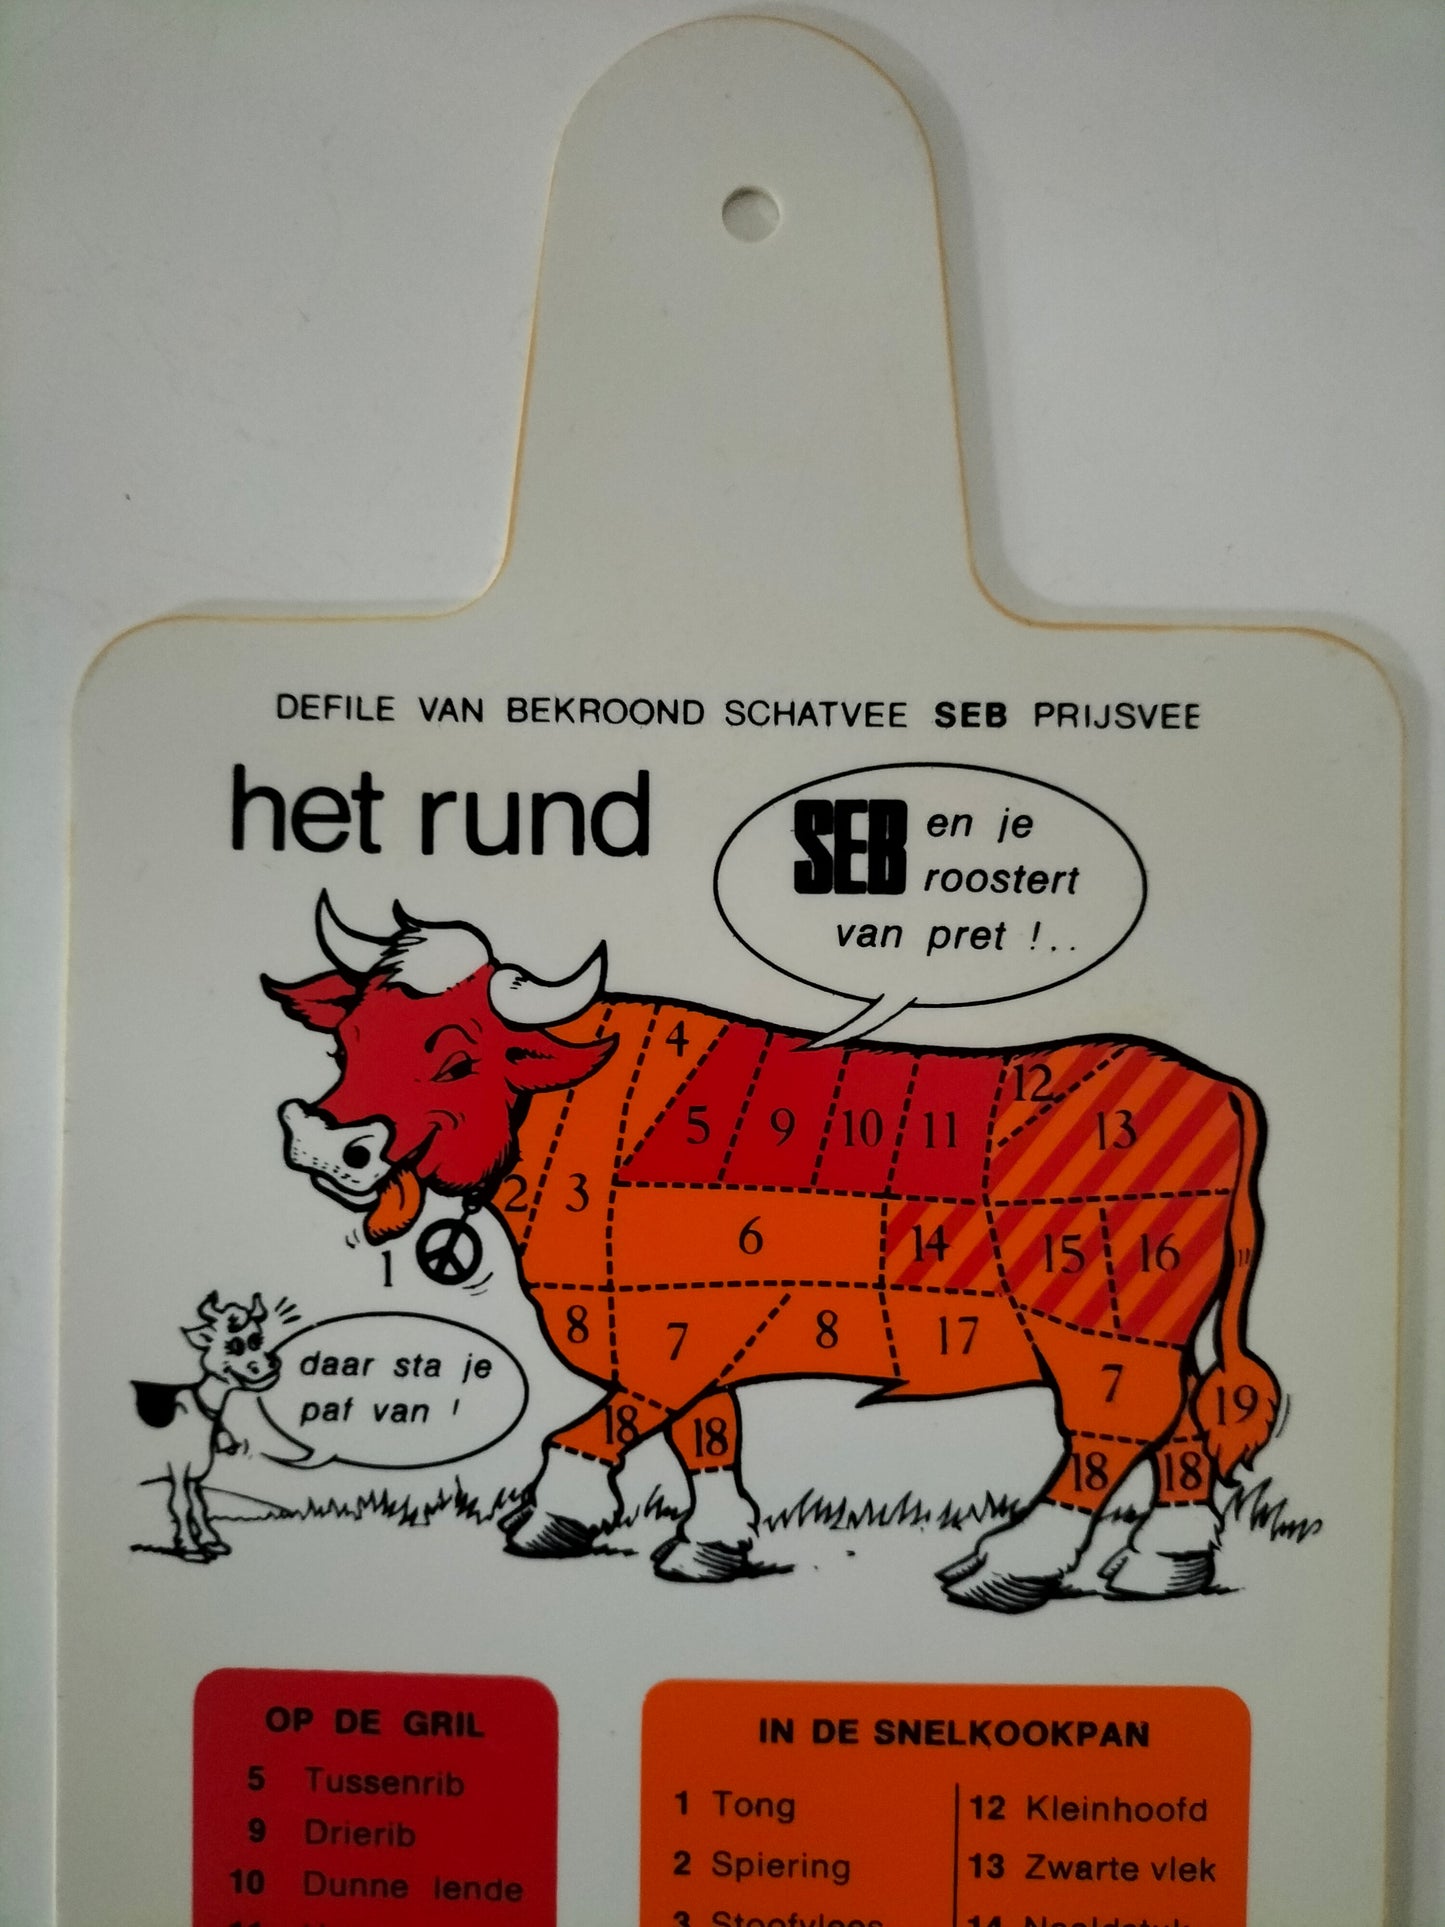 DEFILE VAN BEKROOND SCHATVEE SEB PRIJSVEE
het rund
SEB en je
roostert
van pret !..
4
12
5
9
10
11
13
2
3
6
14
15
16
1
8
7
8
17
daar sta je
paf van !
7
19
18
18
18
18
OP DE GRIL
5 Tussenrib
9 Drierib
10 Dunne lende
IN DE SNELKOOKPAN
1 Tong
2 Spiering
3 Stoofvlees
12 Kleinhoofd
13 Zwarte vlek
14